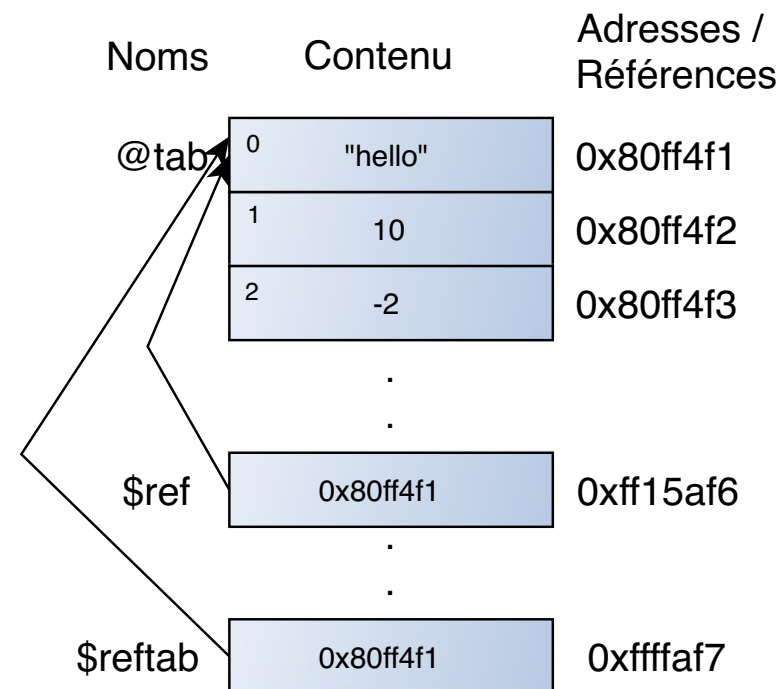 Noms Contenu Adresses /
Références
@tab 0 "hello" 0x80ff4f1
1 10 0x80ff4f2
2 -2 0x80ff4f3
.
.
$ref 0x80ff4f1 0xff15af6
.
.
$reftab 0x80ff4f1 0xffffaf7